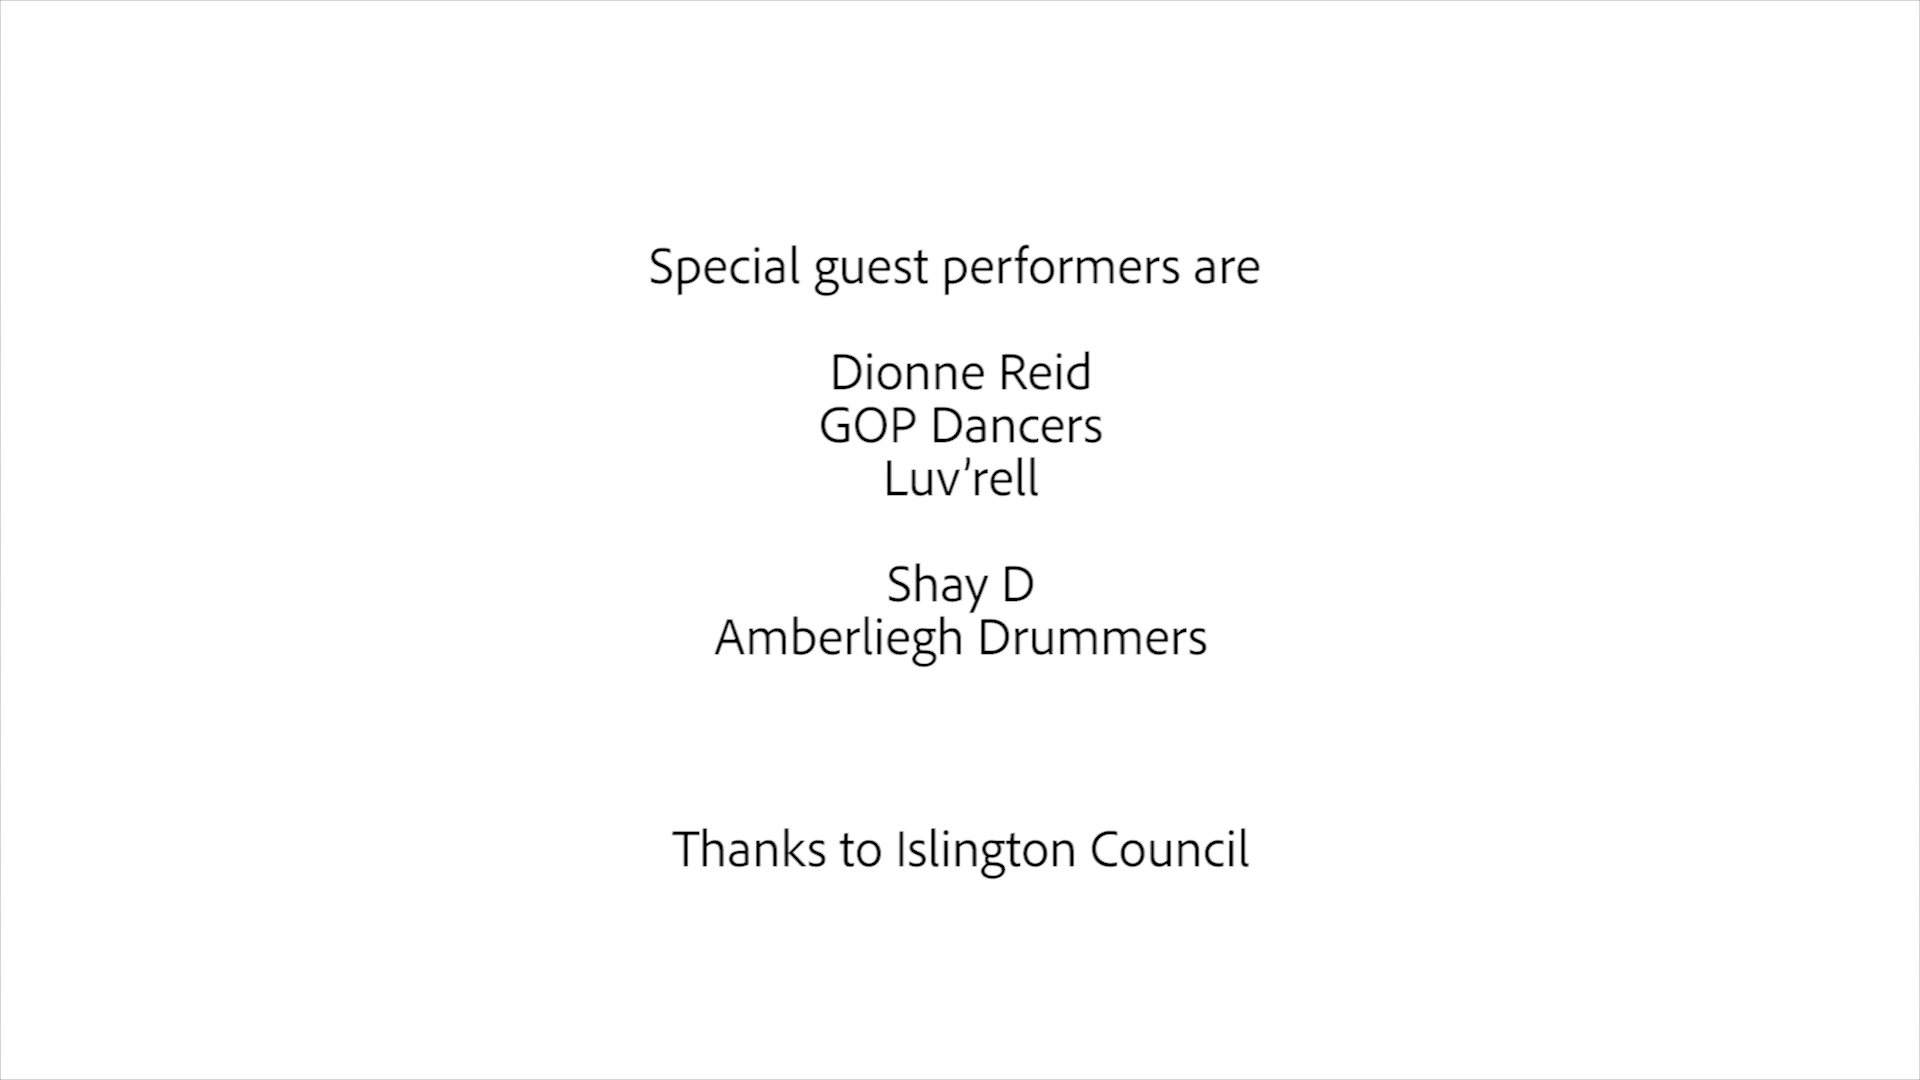 Special guest performers are
Dionne Reid
GOP Dancers
Luv’rell
Shay D
Amberliegh Drummers
Thanks to Islington Council